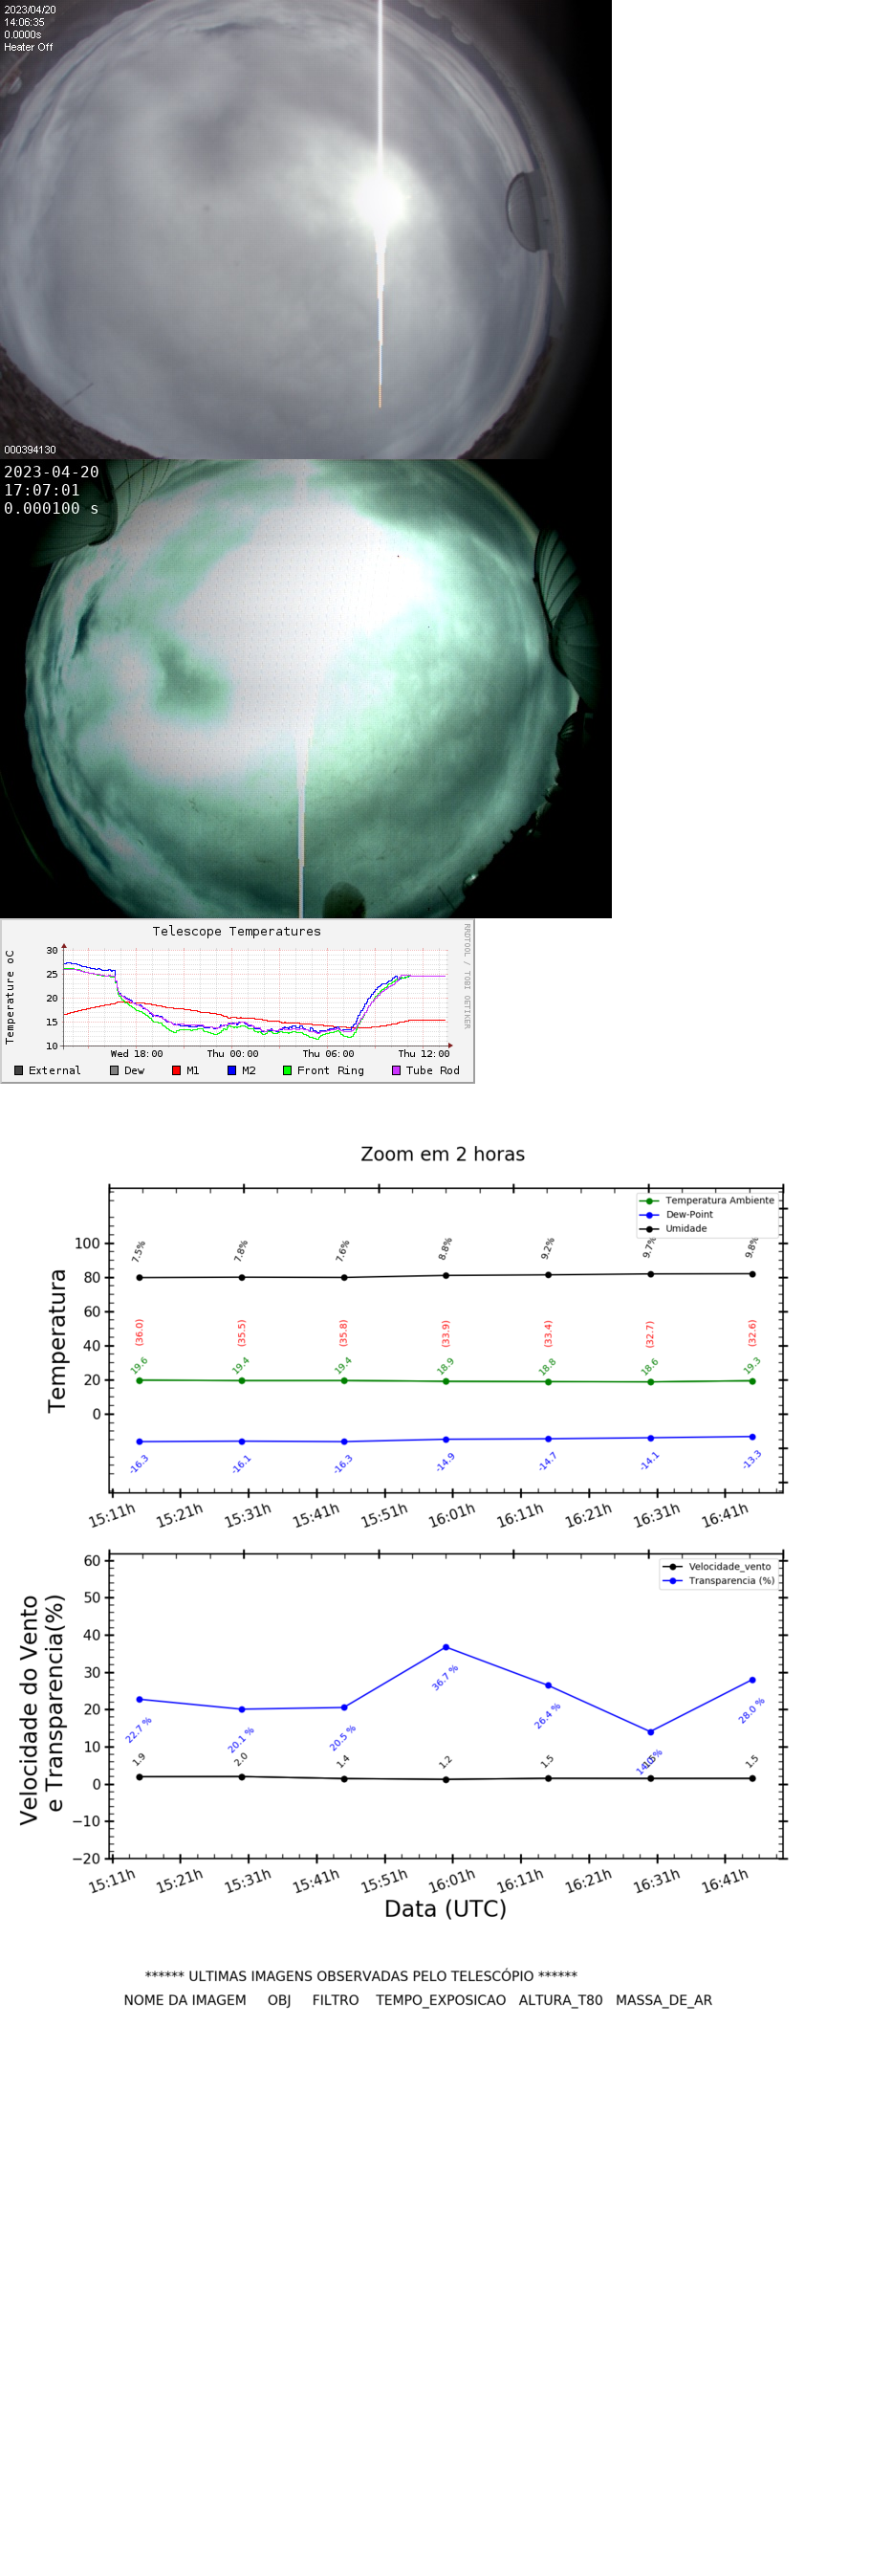 2023/04/20
14:06:35
0.0000s
Heater Off
000394130
2023-04-20
17:07:01
0.000100 s
Telescope Temperatures
RRDTOOL / TOBI OETIKER
Temperature oC
30
25
20
15
10
Wed 18:00 Thu 00:00 Thu 06:00 Thu 12:00
External Dew M1 M2 Front Ring Tube Rod
Zoom em 2 horas
Temperatura Ambiente
Dew-Point
Umidade
Temperatura
100
80
60
40
20
0
7.5% 7.8% 7.6% 8.8% 9.2% 9.7% 9.8%
(36.0) (35.5) (35.8) (33.9) (33.4) (32.7) (32.6)
19.6 19.4 19.4 18.9 18.8 18.6 19.3
-16.3 -16.1 -16.3 -14.9 -14.7 -14.1 -13.3
15:11h 15:21h 15:31h 15:41h 15:51h 16:01h 16:11h 16:21h 16:31h 16:41h
Velocidade_vento
Transparencia (%)
Velocidade do Vento
e Transparencia(%)
60
50
40
30
20
10
0
−10
−20
22.7 % 20.1 % 20.5 % 36.7 % 26.4 % 28.0 %
1.9 2.0 1.4 1.2 1.5 1.5
15:11h 15:21h 15:31h 15:41h 15:51h 16:01h 16:11h 16:21h 16:31h 16:41h
Data (UTC)
****** ULTIMAS IMAGENS OBSERVADAS PELO TELESCÓPIO ******
NOME DA IMAGEM OBJ FILTRO TEMPO_EXPOSICAO ALTURA_T80 MASSA_DE_AR